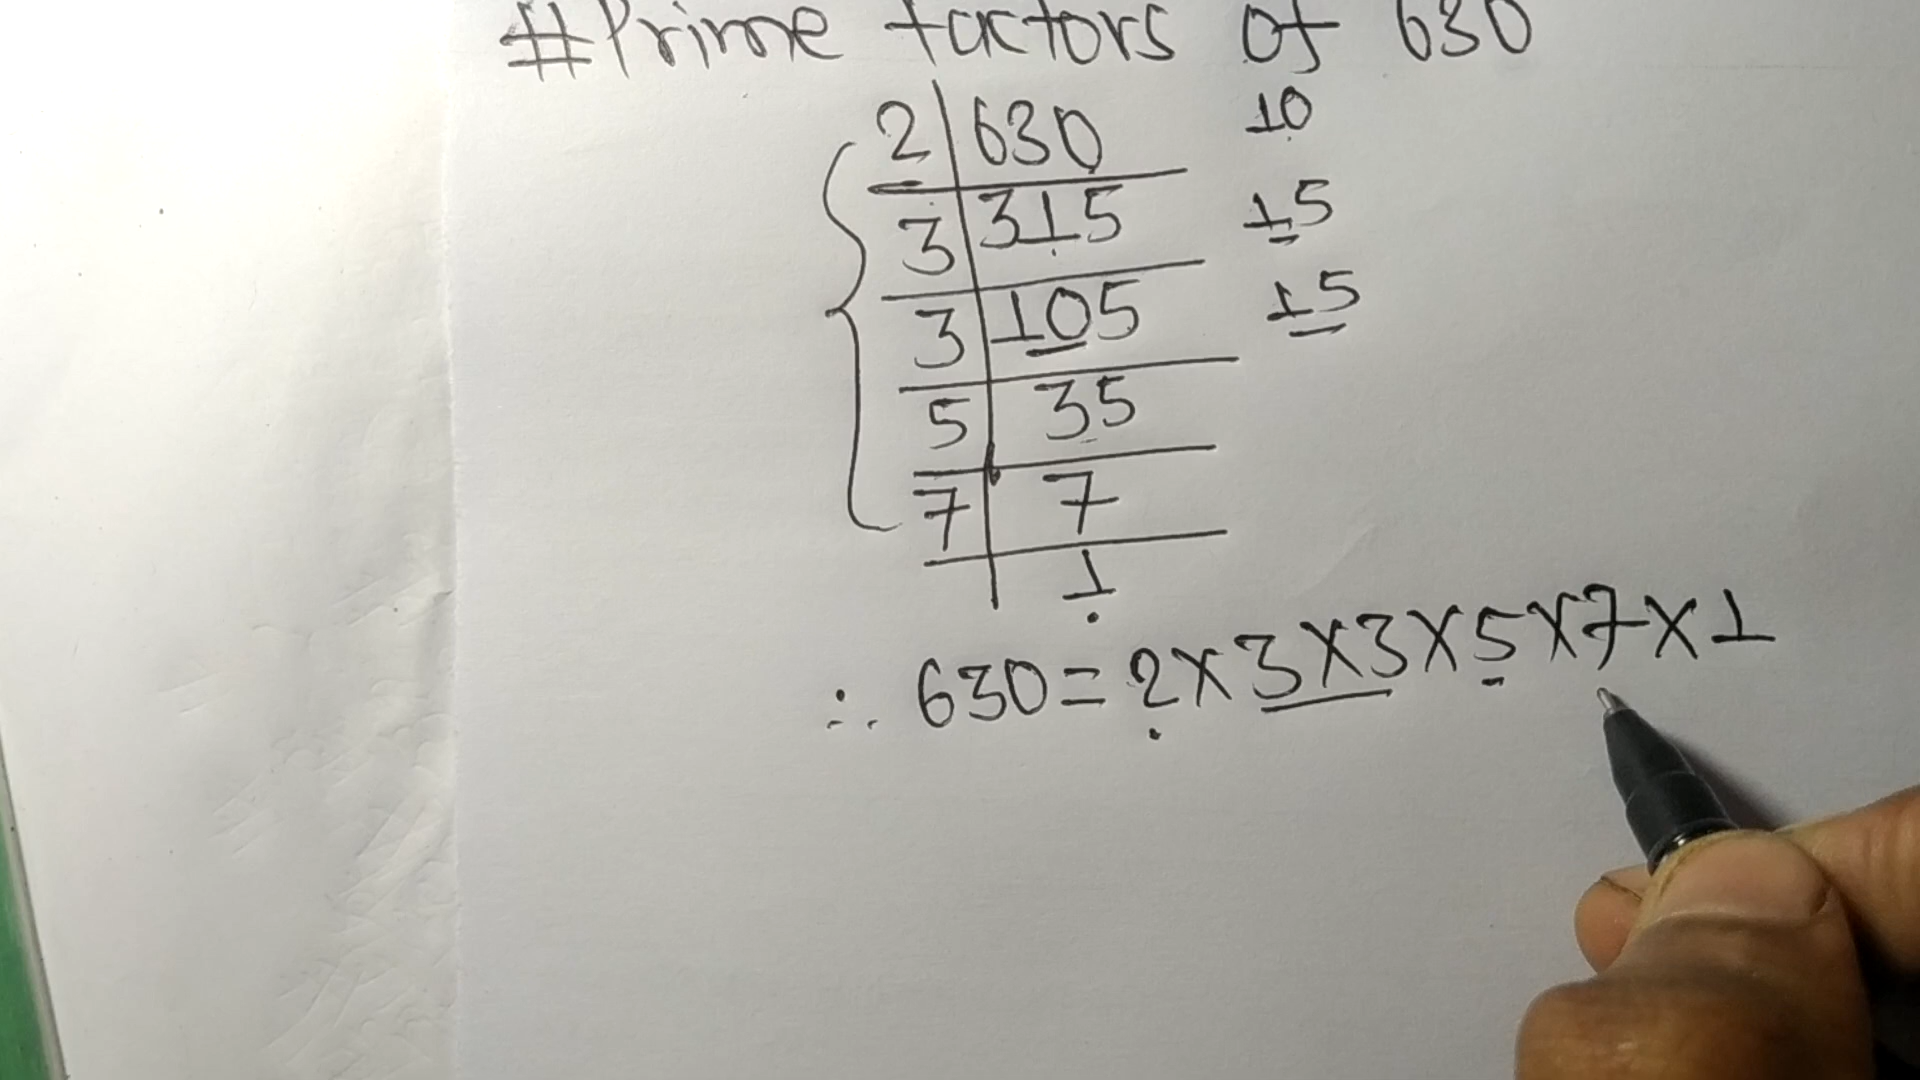 #Prime factors of 630
2 630 10
3 315 15
3 105 15
5 35
7 7
1
∴ 630 = 2 × 3 × 3 × 5 × 7 × 1